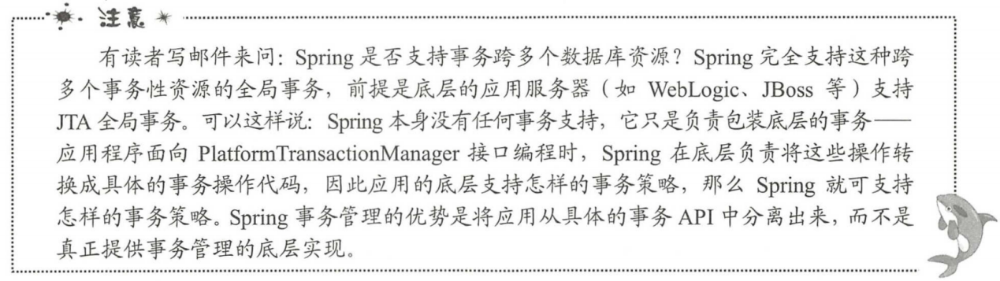 注意
有读者写邮件来问：Spring 是否支持事务跨多个数据库资源？Spring 完全支持这种跨
多个事务性资源的全局事务，前提是底层的应用服务器（如 WebLogic、JBoss 等）支持
JTA 全局事务。可以这样说：Spring 本身没有任何事务支持，它只是负责包装底层的事务——
应用程序面向 PlatformTransactionManager 接口编程时，Spring 在底层负责将这些操作转
换成具体的事务操作代码，因此应用的底层支持怎样的事务策略，那么 Spring 就可支持
怎样的事务策略。Spring 事务管理的优势是将应用从具体的事务 API 中分离出来，而不是
真正提供事务管理的底层实现。